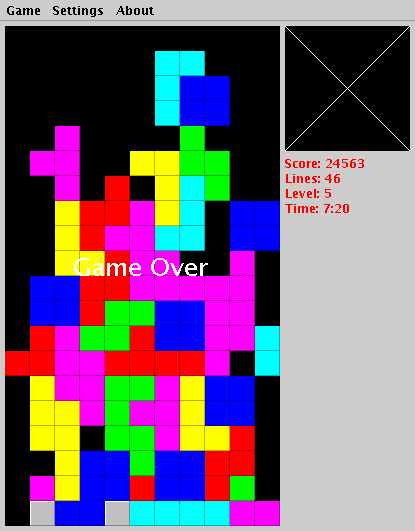 Game Settings About
Score: 24563
Lines: 46
Level: 5
Time: 7:20
Game Over